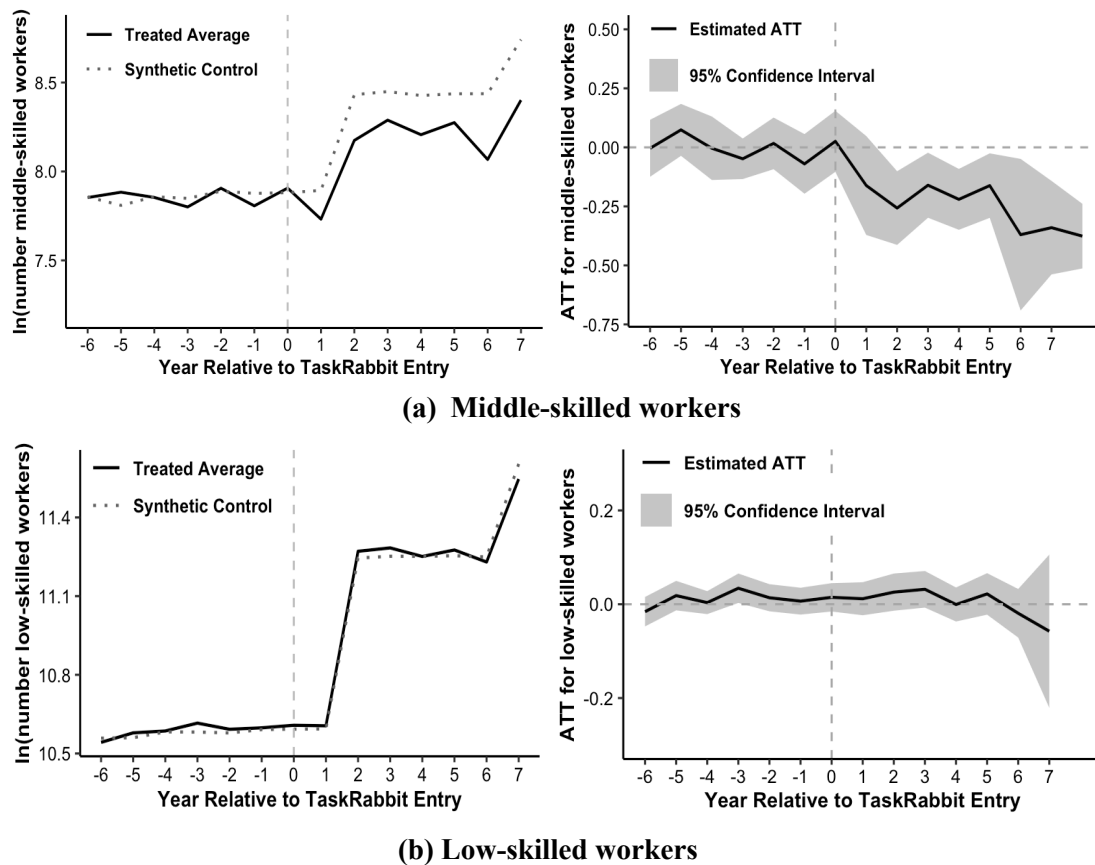 Treated Average
Synthetic Control
8.5
8.0
7.5
ln(number middle-skilled workers)
-6 -5 -4 -3 -2 -1 0 1 2 3 4 5 6 7
Year Relative to TaskRabbit Entry
Estimated ATT
95% Confidence Interval
0.50
0.25
0.00
-0.25
-0.50
-0.75
ATT for middle-skilled workers
-6 -5 -4 -3 -2 -1 0 1 2 3 4 5 6 7
Year Relative to TaskRabbit Entry
(a) Middle-skilled workers
Treated Average
Synthetic Control
11.4
11.1
10.8
10.5
ln(number low-skilled workers)
-6 -5 -4 -3 -2 -1 0 1 2 3 4 5 6 7
Year Relative to TaskRabbit Entry
Estimated ATT
95% Confidence Interval
0.2
0.0
-0.2
ATT for low-skilled workers
-6 -5 -4 -3 -2 -1 0 1 2 3 4 5 6 7
Year Relative to TaskRabbit Entry
(b) Low-skilled workers